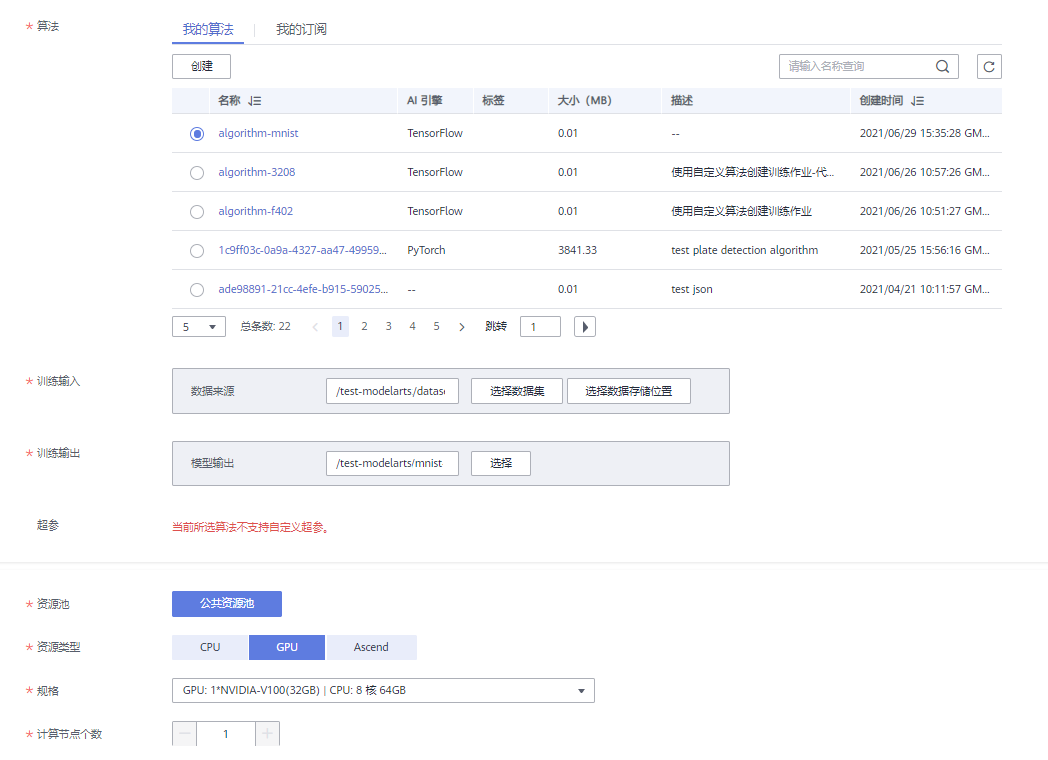 * 算法
我的算法 | 我的订阅
创建
请输入名称查询
名称 AI 引擎 标签 大小（MB） 描述 创建时间
algorithm-mnist TensorFlow 0.01 -- 2021/06/29 15:35:28 GM...
algorithm-3208 TensorFlow 0.01 使用自定义算法创建训练作业-代... 2021/06/26 10:57:26 GM...
algorithm-f402 TensorFlow 0.01 使用自定义算法创建训练作业 2021/06/26 10:51:27 GM...
1c9ff03c-0a9a-4327-aa47-49959... PyTorch 3841.33 test plate detection algorithm 2021/05/25 15:56:16 GM...
ade98891-21cc-4efe-b915-59025... -- 0.01 test json 2021/04/21 10:11:57 GM...
5 总条数: 22 < 1 2 3 4 5 > 跳转 1
* 训练输入
数据来源 /test-modelarts/datas 选择数据集 选择数据存储位置
* 训练输出
模型输出 /test-modelarts/mnist 选择
超参
当前所选算法不支持自定义超参。
* 资源池 公共资源池
* 资源类型 CPU GPU Ascend
* 规格 GPU: 1*NVIDIA-V100(32GB) | CPU: 8 核 64GB
* 计算节点个数 — 1 +